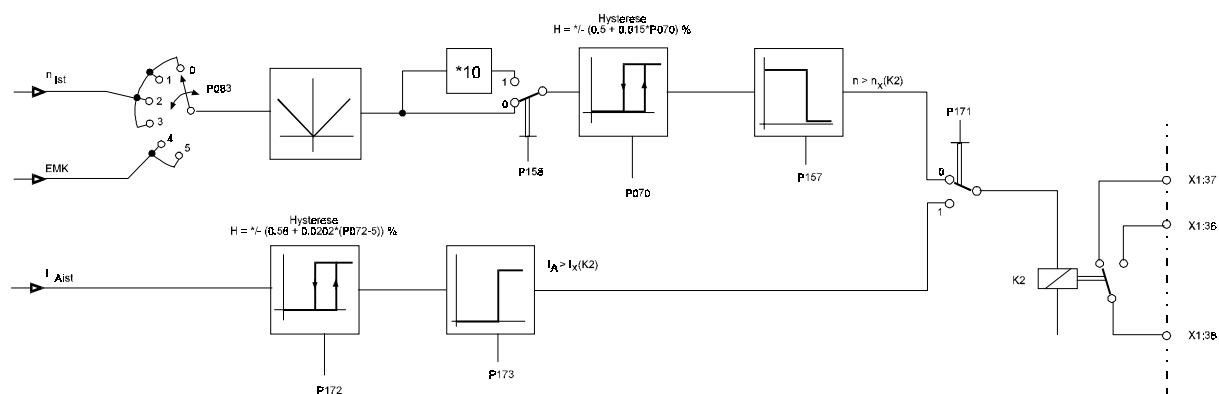 Hysterese
H = */- (0.5 + 0.015*P070) %
n Ist
0
1
2
3
P083
*10
1
0
P158
P070
P157
n > nx(K2)
P171
EMK
4
5
0
1
X1:37
X1:36
Hysterese
H = */- (0.56 + 0.0202*(P072-5)) %
I Aist
IA > Ix(K2)
K2
X1:38
P172
P173